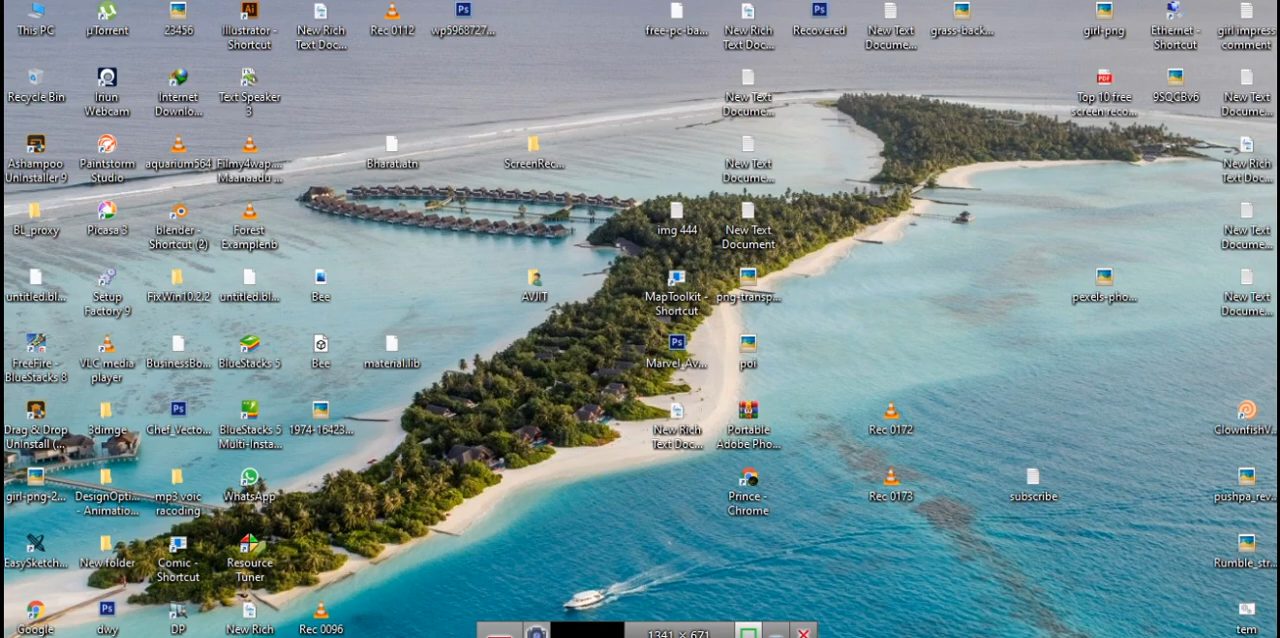 This PC
µTorrent
23456
Illustrator -
Shortcut
New Rich
Text Doc...
Rec 0112
wp5968727...
free-pc-ba...
New Rich
Text Doc...
Recovered
New Text
Docume...
grass-back...
girl-png
Ethernet -
Shortcut
girl impress
comment
Recycle Bin
Iriun
Webcam
Internet
Downlo...
Text Speaker
3
New Text
Docume...
Top 10 free
screen reco...
9SQCBv6
New Text
Docume...
Ashampoo
Uninstaller 9
Paintstorm
Studio
aquarium564
Filmy4wap....
Maanaadu ...
Bharatiatn
ScreenRec...
New Text
Docume...
New Rich
Text Doc...
BL_proxy
Picasa 3
blender -
Shortcut (2)
Forest
Examplenb
img 444
New Text
Document
New Text
Docume...
untitled.bl...
Setup
Factory 9
FixWin10.2.2
untitled.bl...
Bee
AVJIT
MapToolkit -
Shortcut
png-transp...
pexels-pho...
New Text
Docume...
FreeFire -
BlueStacks 8
VLC media
player
BusinessBo...
BlueStacks 5
Bee
material.lib
Marvel_Av...
poi
Drag & Drop
Uninstall (...
3dimge
Chef_Vecto...
BlueStacks 5
Multi-Insta...
1974-16423...
New Rich
Text Doc...
Portable
Adobe Pho...
Rec 0172
ClownfishV...
girl-png-2...
DesignOpti...
- Animatio...
mp3 voic
racoding
WhatsApp
Prince -
Chrome
Rec 0173
subscribe
pushpa_rev...
EasySketch...
New folder
Comic -
Shortcut
Resource
Tuner
Rumble_str...
Google
dwy
DP
New Rich
Rec 0096
1341 × 671
tem